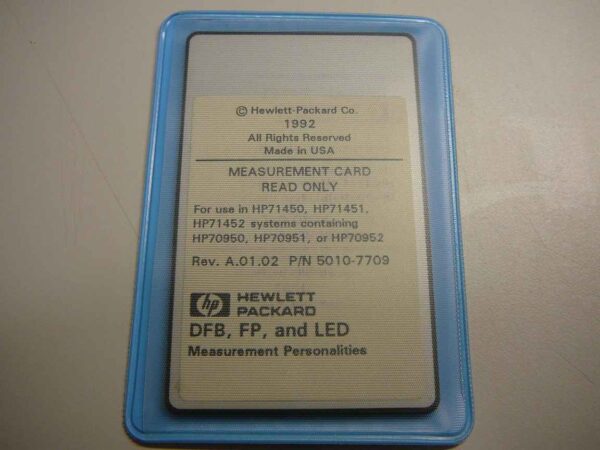 © Hewlett-Packard Co.
1992
All Rights Reserved
Made in USA
MEASUREMENT CARD
READ ONLY
For use in HP71450, HP71451,
HP71452 systems containing
HP70950, HP70951, or HP70952
Rev. A.01.02 P/N 5010-7709
hp HEWLETT
PACKARD
DFB, FP, and LED
Measurement Personalities